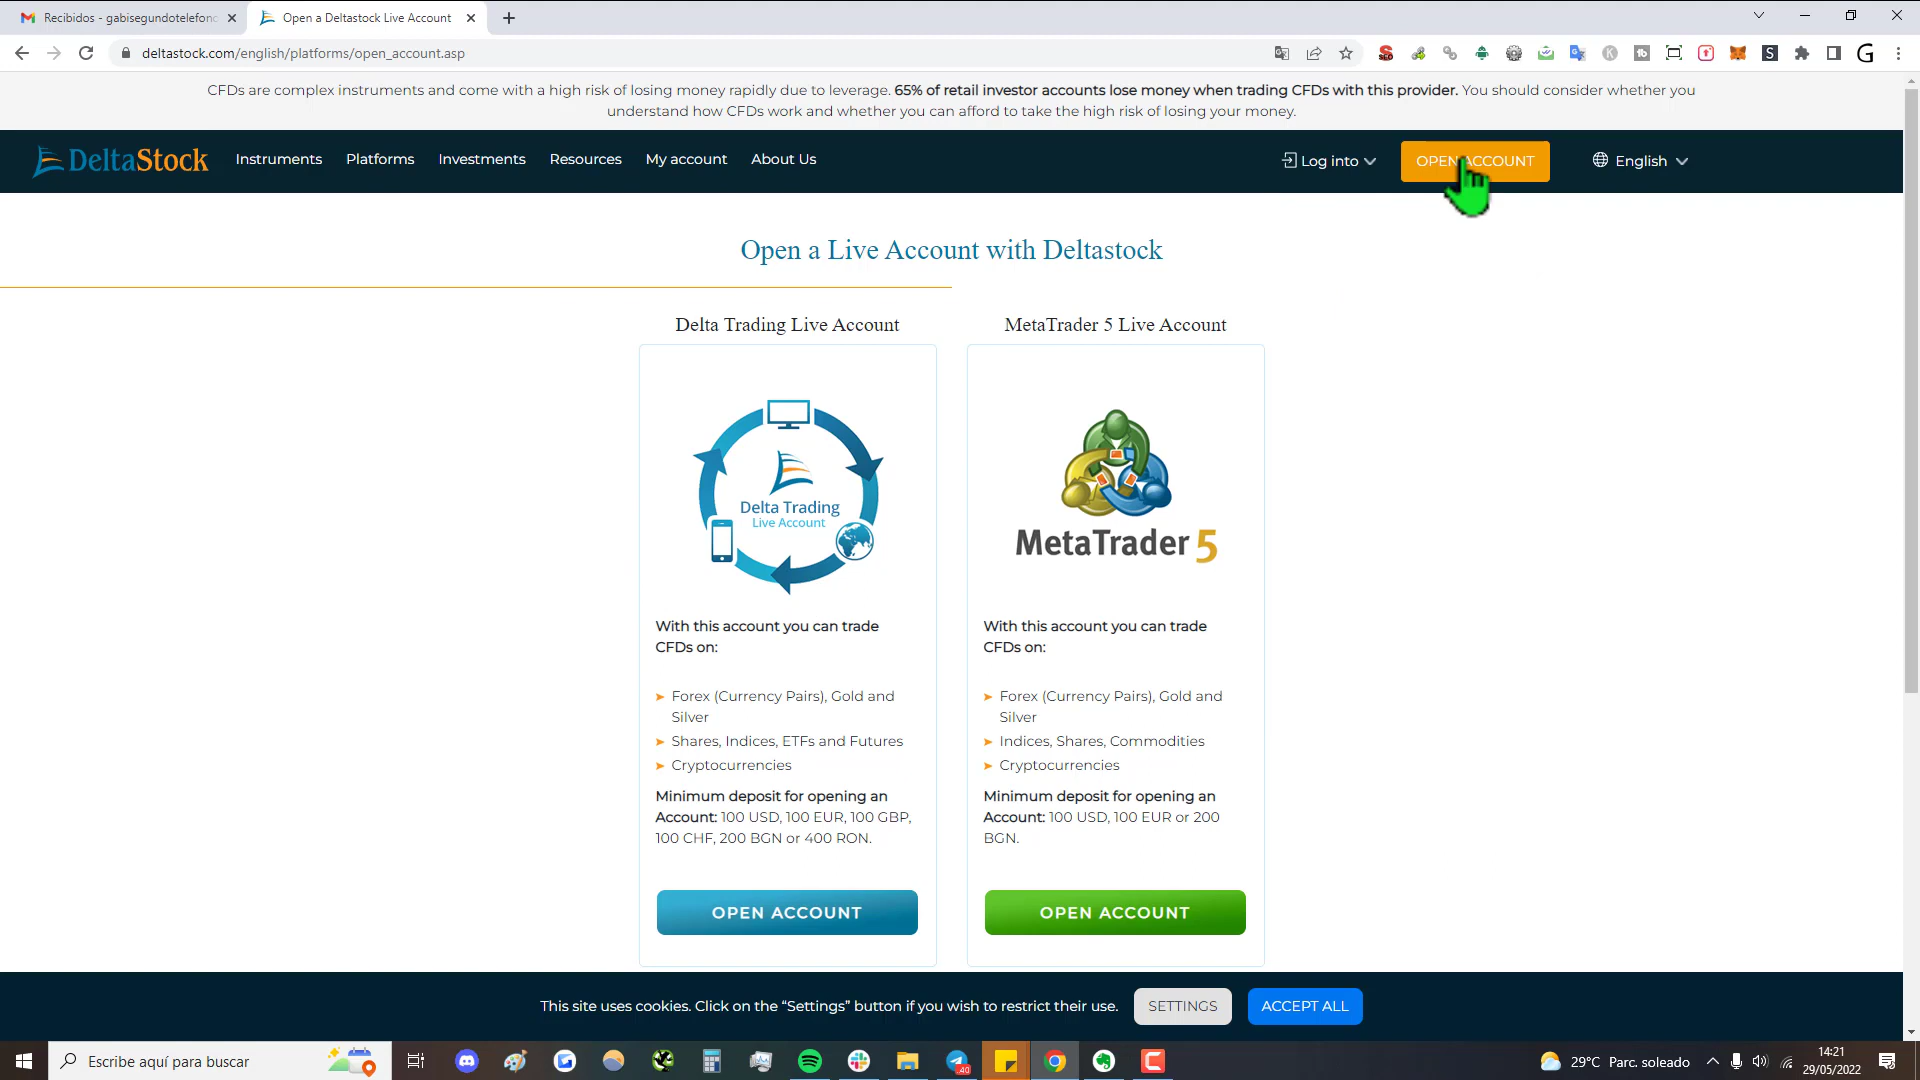 Recibidos - gabisegundotelefono
Open a Deltastock Live Account
deltastock.com/english/platforms/open_account.asp
CFDs are complex instruments and come with a high risk of losing money rapidly due to leverage. 65% of retail investor accounts lose money when trading CFDs with this provider. You should consider whether you
understand how CFDs work and whether you can afford to take the high risk of losing your money.
DeltaStock
Instruments
Platforms
Investments
Resources
My account
About Us
Log into
OPEN ACCOUNT
English
Open a Live Account with Deltastock
Delta Trading Live Account
Delta Trading
Live Account
With this account you can trade
CFDs on:
Forex (Currency Pairs), Gold and
Silver
Shares, Indices, ETFs and Futures
Cryptocurrencies
Minimum deposit for opening an
Account: 100 USD, 100 EUR, 100 GBP,
100 CHF, 200 BGN or 400 RON.
OPEN ACCOUNT
MetaTrader 5 Live Account
MetaTrader 5
With this account you can trade
CFDs on:
Forex (Currency Pairs), Gold and
Silver
Indices, Shares, Commodities
Cryptocurrencies
Minimum deposit for opening an
Account: 100 USD, 100 EUR or 200
BGN.
OPEN ACCOUNT
This site uses cookies. Click on the “Settings” button if you wish to restrict their use.
SETTINGS
ACCEPT ALL
Escribe aquí para buscar
29°C Parc. soleado
14:21
29/05/2022